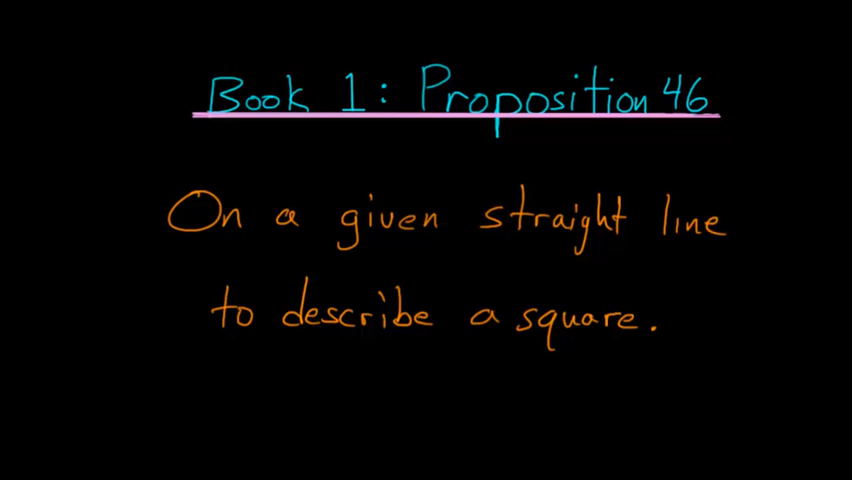 Book 1: Proposition 46
On a given straight line
to describe a square.